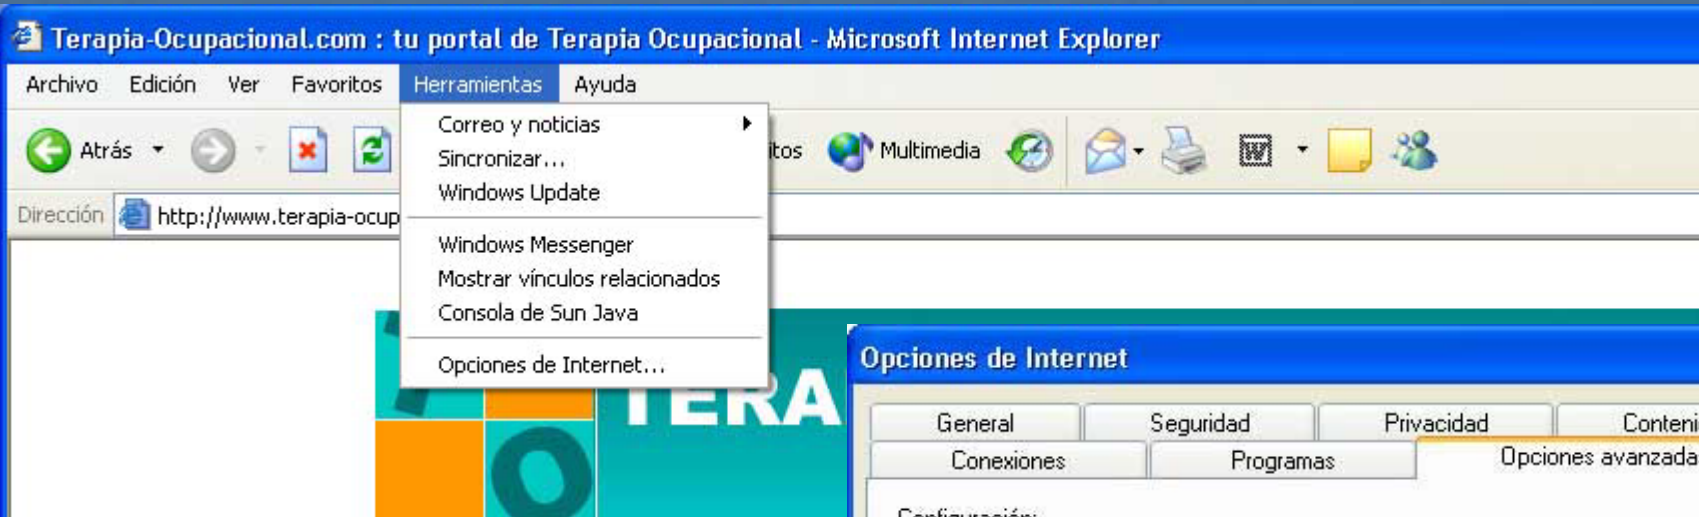 Terapia-Ocupacional.com : tu portal de Terapia Ocupacional - Microsoft Internet Explorer
Archivo Edición Ver Favoritos Herramientas Ayuda
Atrás Multimedia
Dirección http://www.terapia-ocup
Correo y noticias
Sincronizar...
Windows Update
Windows Messenger
Mostrar vínculos relacionados
Consola de Sun Java
Opciones de Internet...
TERA
Opciones de Internet
General Seguridad Privacidad
Conexiones Programas Opciones avanzada
Configuración: